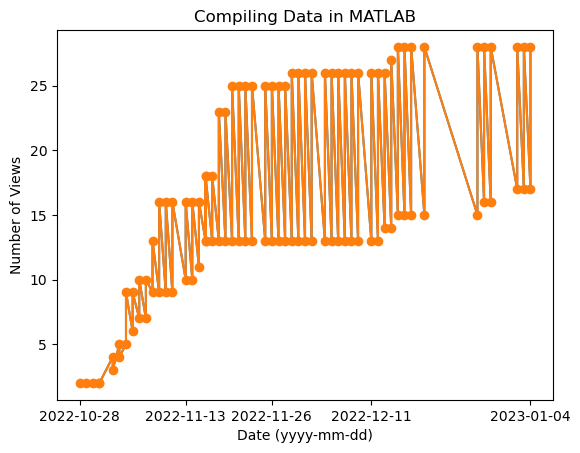 Compiling Data in MATLAB
Number of Views
25
20
15
10
5
2022-10-28 2022-11-13 2022-11-26 2022-12-11 2023-01-04
Date (yyyy-mm-dd)